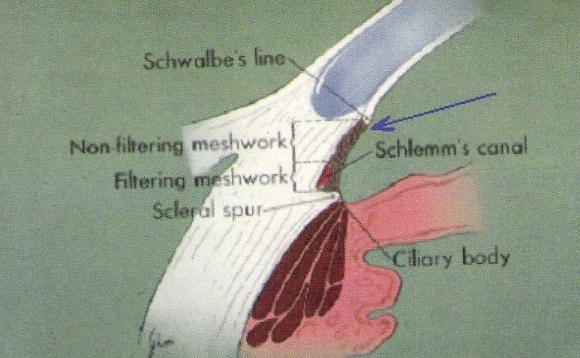 Schwalbe's line
Non-filtering meshwork
Schlemm's canal
Filtering meshwork
Scleral spur
Ciliary body